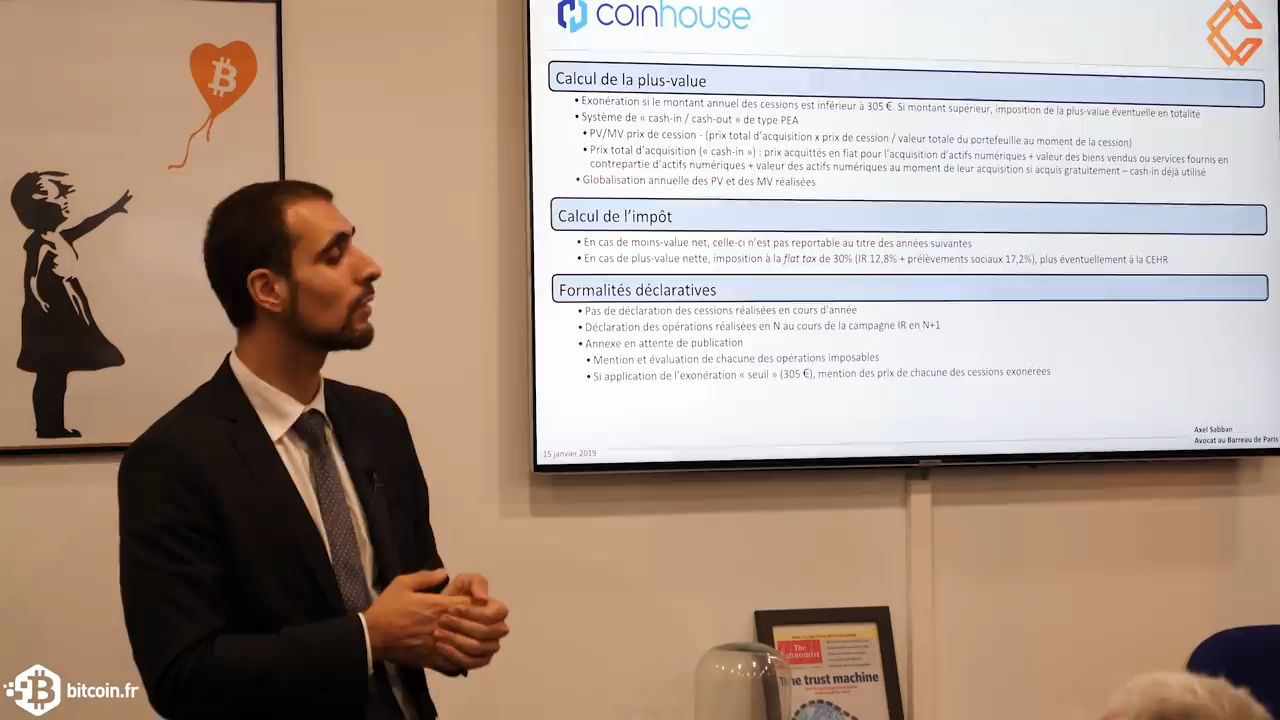 coinhouse
Calcul de la plus-value
• Exonération si le montant annuel des cessions est inférieur à 305 €. Si montant supérieur, imposition de la plus-value éventuelle en totalité
• Système de « cash-in / cash-out » de type PEA
• PV/MV prix de cession - (prix total d’acquisition x prix de cession / valeur totale du portefeuille au moment de la cession)
• Prix total d’acquisition (« cash-in ») : prix acquittés en fiat pour l’acquisition d’actifs numériques + valeur des biens vendus ou services fournis en
contrepartie d’actifs numériques + valeur des actifs numériques au moment de leur acquisition si acquis gratuitement – cash-in déjà utilisé
• Globalisation annuelle des PV et des MV réalisées
Calcul de l’impôt
• En cas de moins-value net, celle-ci n’est pas reportable au titre des années suivantes
• En cas de plus-value nette, imposition à la flat tax de 30% (IR 12,8% + prélèvements sociaux 17,2%), plus éventuellement à la CEHR
Formalités déclaratives
• Pas de déclaration des cessions réalisées en cours d’année
• Déclaration des opérations réalisées en N au cours de la campagne IR en N+1
• Annexe en attente de publication
• Mention et évaluation de chacune des opérations imposables
• Si application de l’exonération « seuil » (305 €), mention des prix de chacune des cessions exonérées
Axel Sabban
Avocat au Barreau de Paris
15 janvier 2019
The
Economist
The trust machine
bitcoin.fr